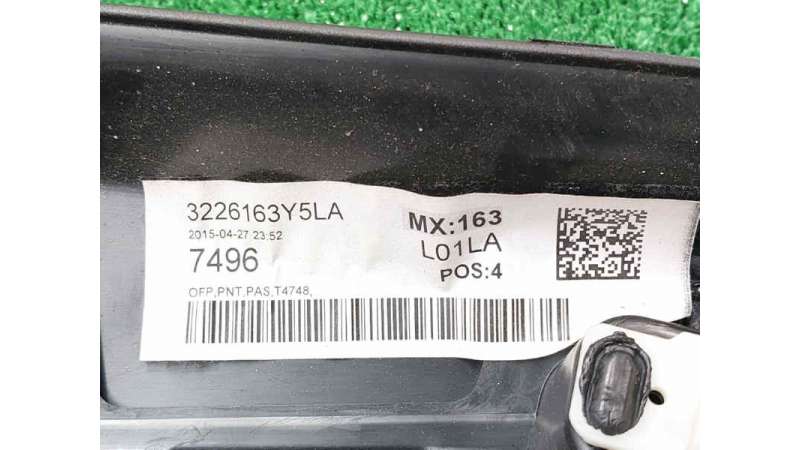 3226163Y5LA
2015-04-27 23:52
7496
OFP,PNT,PAS,T4748,
MX:163
L01LA
POS:4